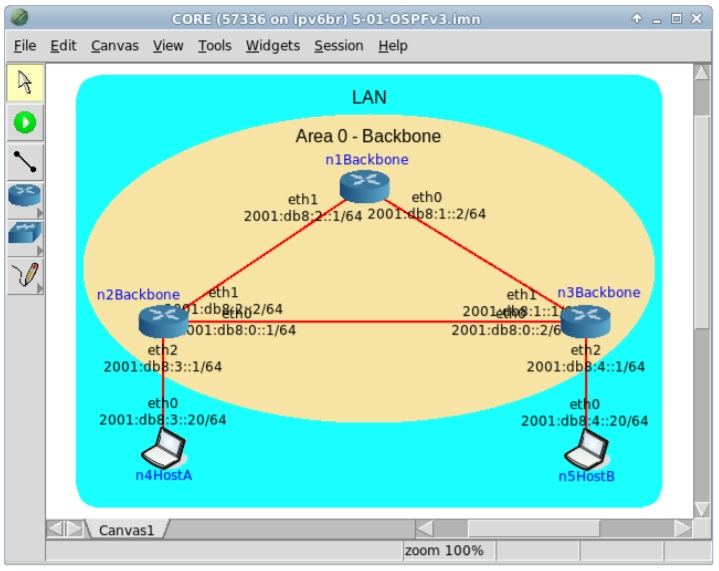 CORE (57336 on ipv6br) 5-01-OSPFv3.imn
File Edit Canvas View Tools Widgets Session Help
LAN
Area 0 - Backbone
n1Backbone
eth1
2001:db8:2::1/64
eth0
2001:db8:1::2/64
n2Backbone
eth1
2001:db8:2::2/64
eth0
2001:db8:0::1/64
n3Backbone
eth1
2001:db8:1::1/64
eth0
2001:db8:0::2/64
eth2
2001:db8:3::1/64
eth2
2001:db8:4::1/64
eth0
2001:db8:3::20/64
eth0
2001:db8:4::20/64
n4HostA
n5HostB
Canvas1
zoom 100%